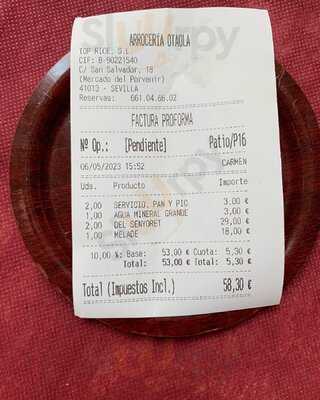 ARROCERÍA OTAOLA
TOP RICE, S.L
CIF: B-90221540
C/ San Salvador, 18
(Mercado del Porvenir)
41013 - SEVILLA
Reservas: 661.04.66.02
FACTURA PROFORMA
Nº Op.: [Pendiente] Patio/P16
06/05/2023 15:52 CARMEN
Uds. Producto Importe
2,00 SERVICIO, PAN Y PIC 3,00 €
1,00 AGUA MINERAL GRANDE 3,00 €
2,00 DEL SENYORET 29,00 €
1,00 MELADE 18,00 €
10,00 %: Base: 53,00 € Cuota: 5,30 €
Total: 53,00 € Total: 5,30 €
Total (Impuestos Incl.) 58,30 €